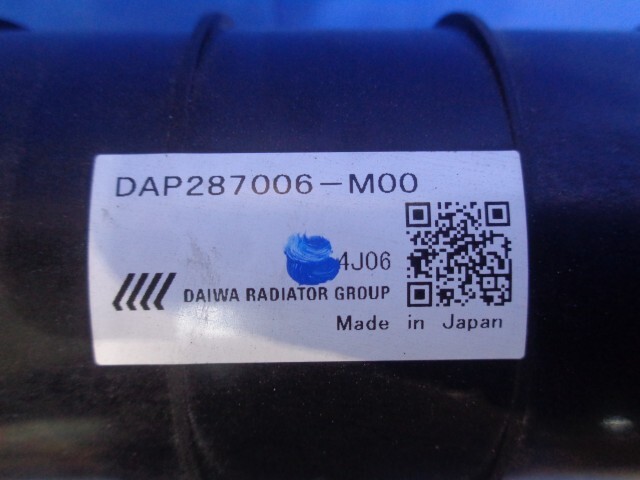 DAP287006-M00
4J06
DAIWA RADIATOR GROUP
Made in Japan